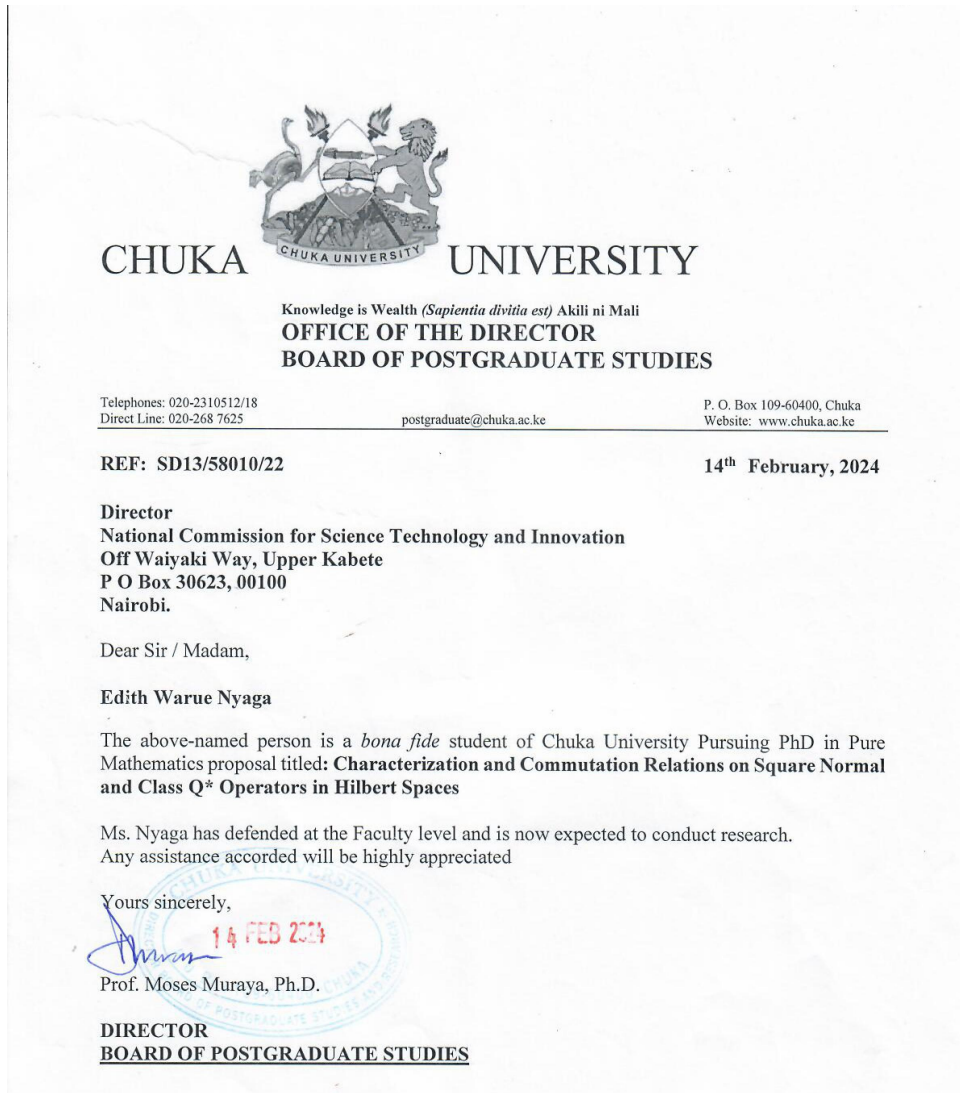 CHUKA UNIVERSITY
CHUKA UNIVERSITY
Knowledge is Wealth (Sapientia divitia est) Akili ni Mali
OFFICE OF THE DIRECTOR
BOARD OF POSTGRADUATE STUDIES
Telephones: 020-2310512/18
Direct Line: 020-268 7625
postgraduate@chuka.ac.ke
P. O. Box 109-60400, Chuka
Website: www.chuka.ac.ke
REF: SD13/58010/22
14th February, 2024
Director
National Commission for Science Technology and Innovation
Off Waiyaki Way, Upper Kabete
P O Box 30623, 00100
Nairobi.
Dear Sir / Madam,
Edith Warue Nyaga
The above-named person is a bona fide student of Chuka University Pursuing PhD in Pure
Mathematics proposal titled: Characterization and Commutation Relations on Square Normal
and Class Q* Operators in Hilbert Spaces
Ms. Nyaga has defended at the Faculty level and is now expected to conduct research.
Any assistance accorded will be highly appreciated
Yours sincerely,
CHUKA UNIVERSITY
14 FEB 2024
Prof. Moses Muraya, Ph.D.
BOARD OF POSTGRADUATE STUDIES AND
DIRECTOR
BOARD OF POSTGRADUATE STUDIES